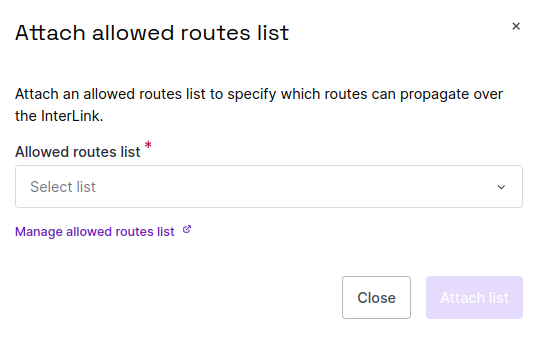 Attach allowed routes list
Attach an allowed routes list to specify which routes can propagate over
the InterLink.
Allowed routes list *
Select list
Manage allowed routes list
Close
Attach list